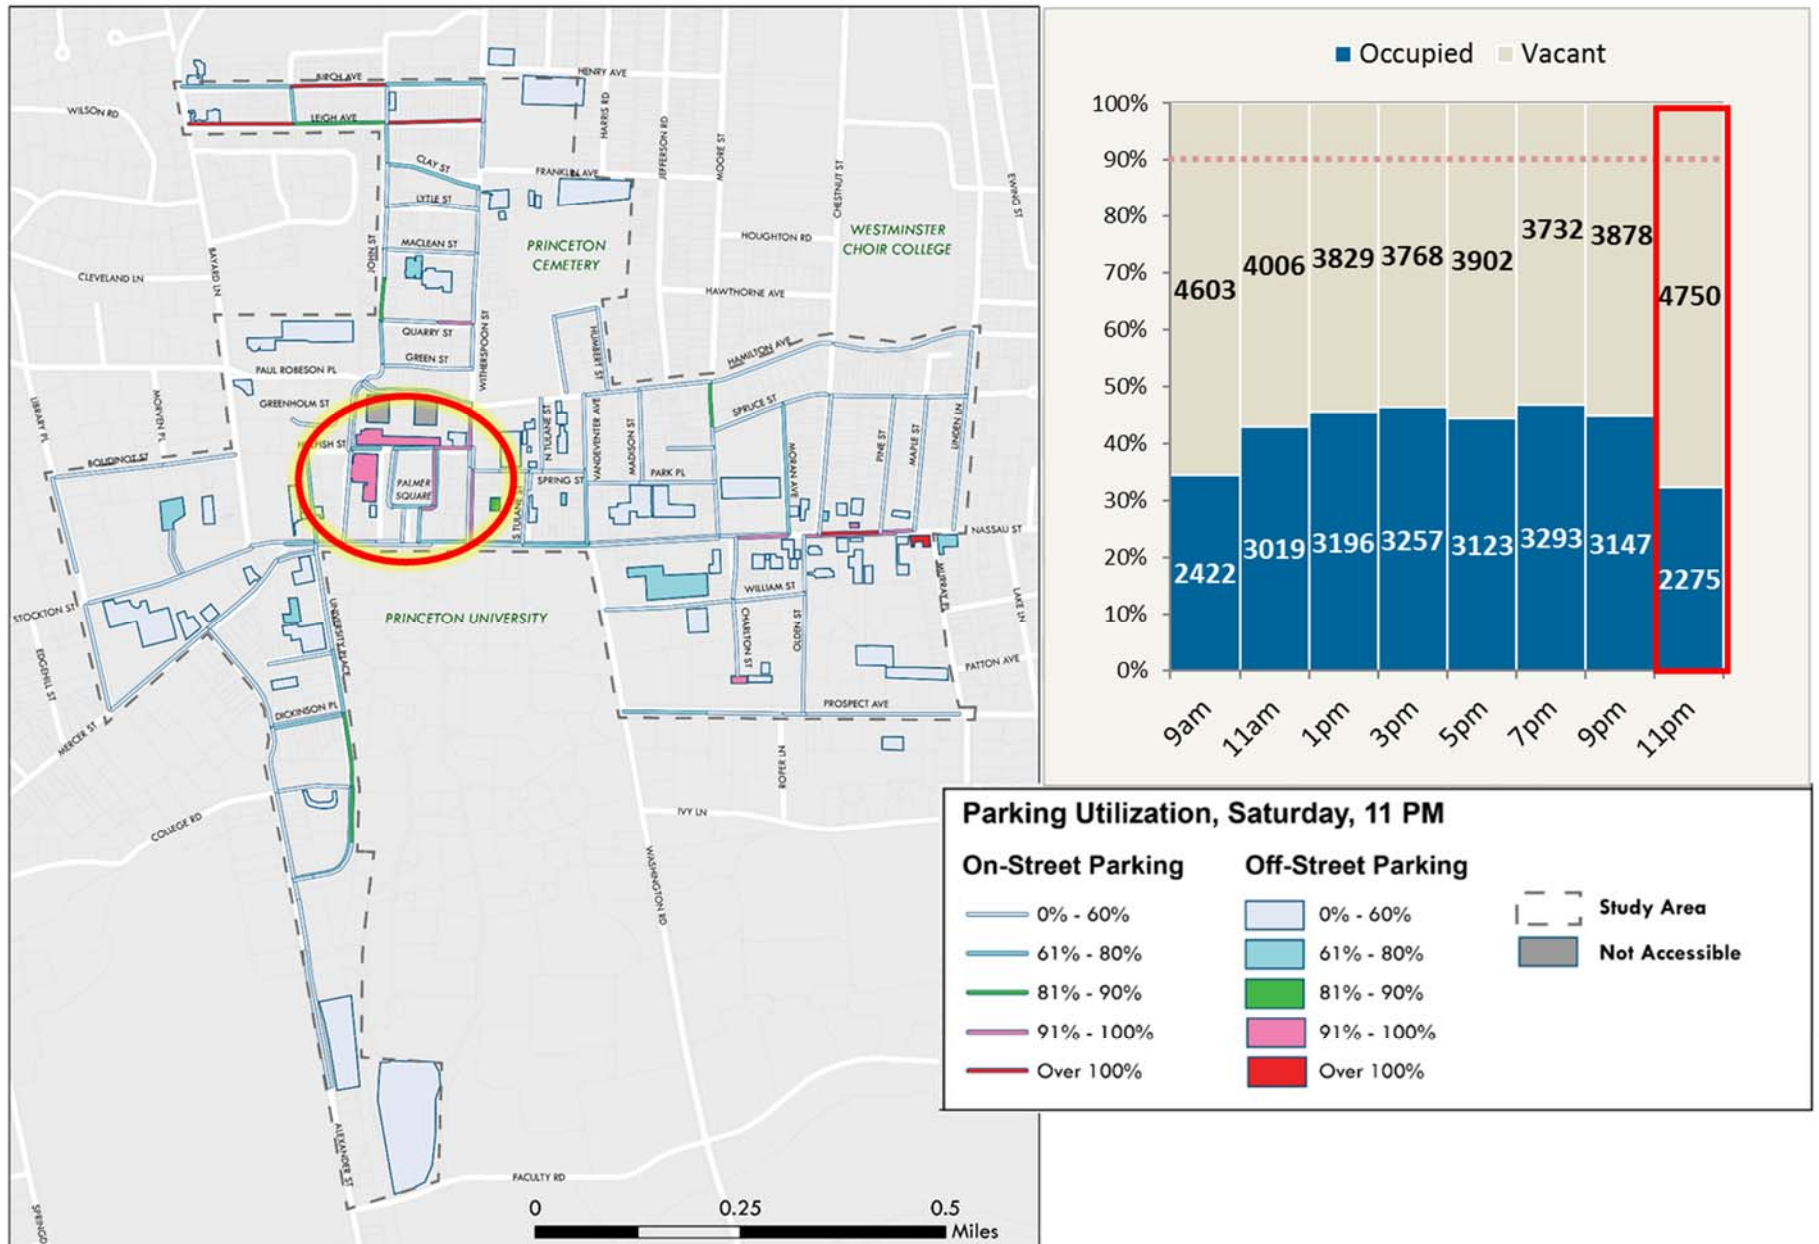 BIRCH AVE
HENRY AVE
WILSON RD
LEIGH AVE
HARRIS RD
JEFFERSON RD
MOORE ST
CHESTNUT ST
EWING ST
CLAY ST
FRANKLIN AVE
LYTLE ST
JOHN ST
BAYARD LN
MACLEAN ST
PRINCETON
CEMETERY
HOUGHTON RD
WESTMINSTER
CHOIR COLLEGE
CLEVELAND LN
HAWTHORNE AVE
QUARRY ST
WITHERSPOON ST
HUMBERT ST
GREEN ST
HAMILTON AVE
PAUL ROBESON PL
LIBRARY PL
MORVEN PL
GREENHOLM ST
SPRUCE ST
N TULANE ST
VANDEVENTER AVE
MADISON ST
MORAN AVE
PINE ST
MAPLE ST
LINDEN LN
BOUDINOT ST
PALMER
SQUARE
SPRING ST
S TULANE ST
PARK PL
NASSAU ST
STOCKTON ST
PRINCETON UNIVERSITY
UNIVERSITY PLACE
WILLIAM ST
CHARLTON ST
OLDEN ST
MURRAY PL
LAKE LN
EDGEHILL ST
PATTON AVE
MERCER ST
DICKINSON PL
PROSPECT AVE
ROPER LN
COLLEGE RD
IVY LN
WASHINGTON RD
ALEXANDER ST
FACULTY RD
0 0.25 0.5
Miles
Occupied Vacant
100%
90%
80%
70%
60%
50%
40%
30%
20%
10%
0%
4603 4006 3829 3768 3902 3732 3878 4750
2422 3019 3196 3257 3123 3293 3147 2275
9am 11am 1pm 3pm 5pm 7pm 9pm 11pm
Parking Utilization, Saturday, 11 PM
On-Street Parking
0% - 60%
61% - 80%
81% - 90%
91% - 100%
Over 100%
Off-Street Parking
0% - 60%
61% - 80%
81% - 90%
91% - 100%
Over 100%
Study Area
Not Accessible